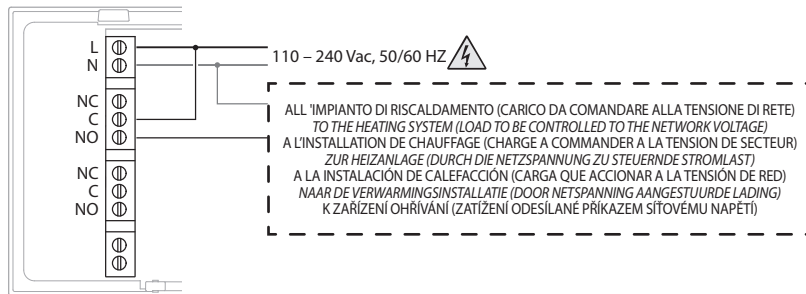 L
N
110 – 240 Vac, 50/60 HZ
NC
C
NO
NC
C
NO
ALL 'IMPIANTO DI RISCALDAMENTO (CARICO DA COMANDARE ALLA TENSIONE DI RETE)
TO THE HEATING SYSTEM (LOAD TO BE CONTROLLED TO THE NETWORK VOLTAGE)
A L'INSTALLATION DE CHAUFFAGE (CHARGE A COMMANDER A LA TENSION DE SECTEUR)
ZUR HEIZANLAGE (DURCH DIE NETZSPANNUNG ZU STEUERNDE STROMLAST)
A LA INSTALACIÓN DE CALEFACCIÓN (CARGA QUE ACCIONAR A LA TENSIÓN DE RED)
NAAR DE VERWARMINGSINSTALLATIE (DOOR NETSPANNING AANGESTUURDE LADING)
K ZAŘÍZENÍ OHŘÍVÁNÍ (ZATÍŽENÍ ODESÍLANÉ PŘÍKAZEM SÍŤOVÉMU NAPĚTÍ)